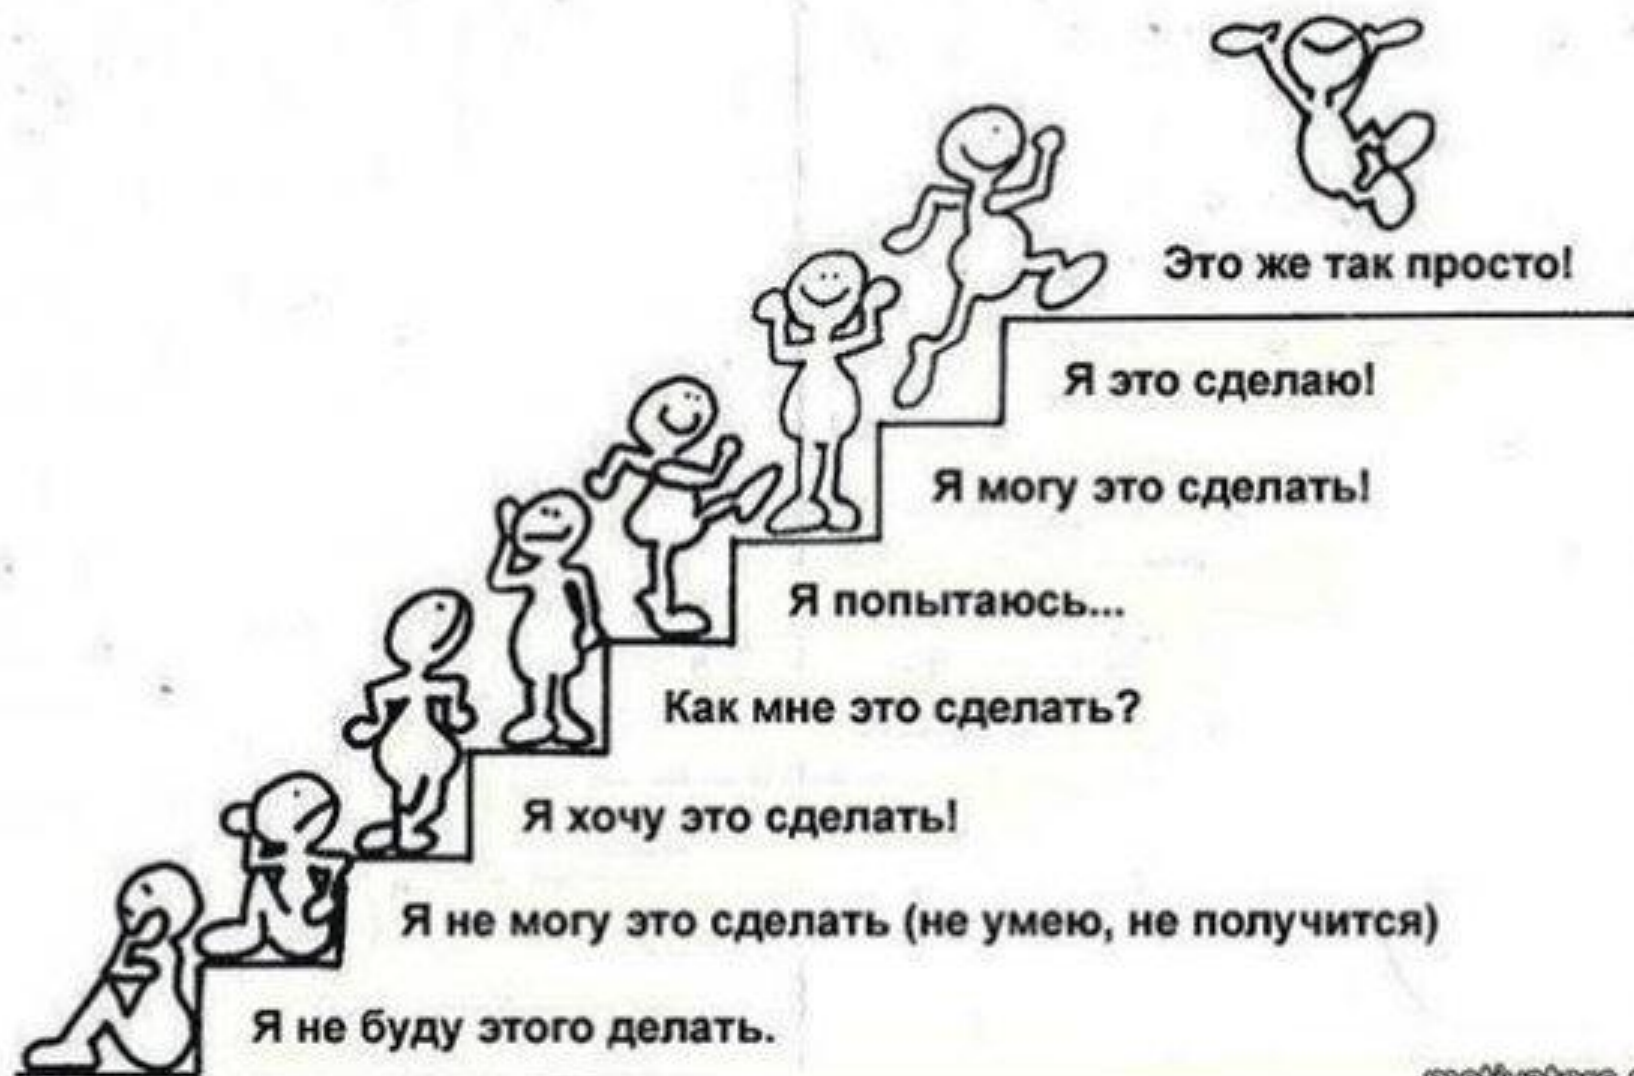 Это же так просто!
Я это сделаю!
Я могу это сделать!
Я попытаюсь...
Как мне это сделать?
Я хочу это сделать!
Я не могу это сделать (не умею, не получится)
Я не буду этого делать.